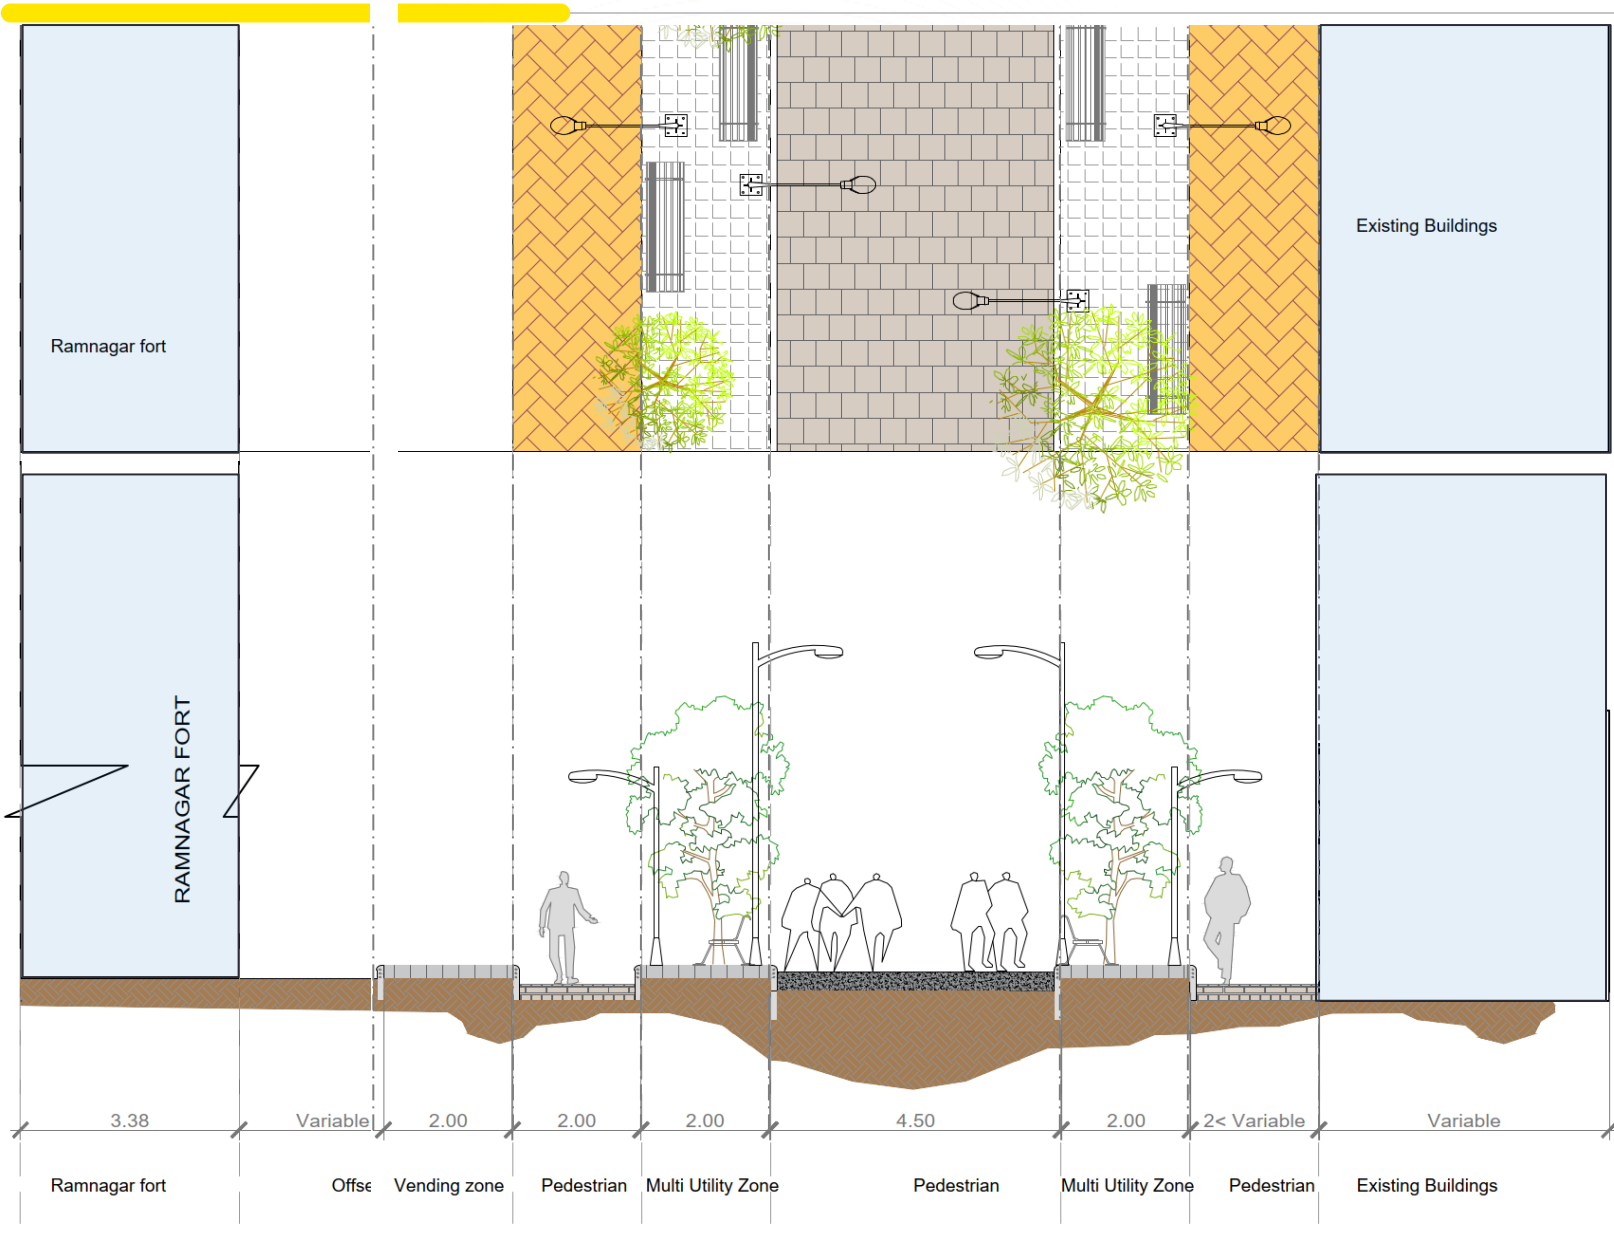 Existing Buildings
Ramnagar fort
RAMNAGAR FORT
3.38 Variable 2.00 2.00 2.00 4.50 2.00 2< Variable Variable
Ramnagar fort Offse Vending zone Pedestrian Multi Utility Zone Pedestrian Multi Utility Zone Pedestrian Existing Buildings